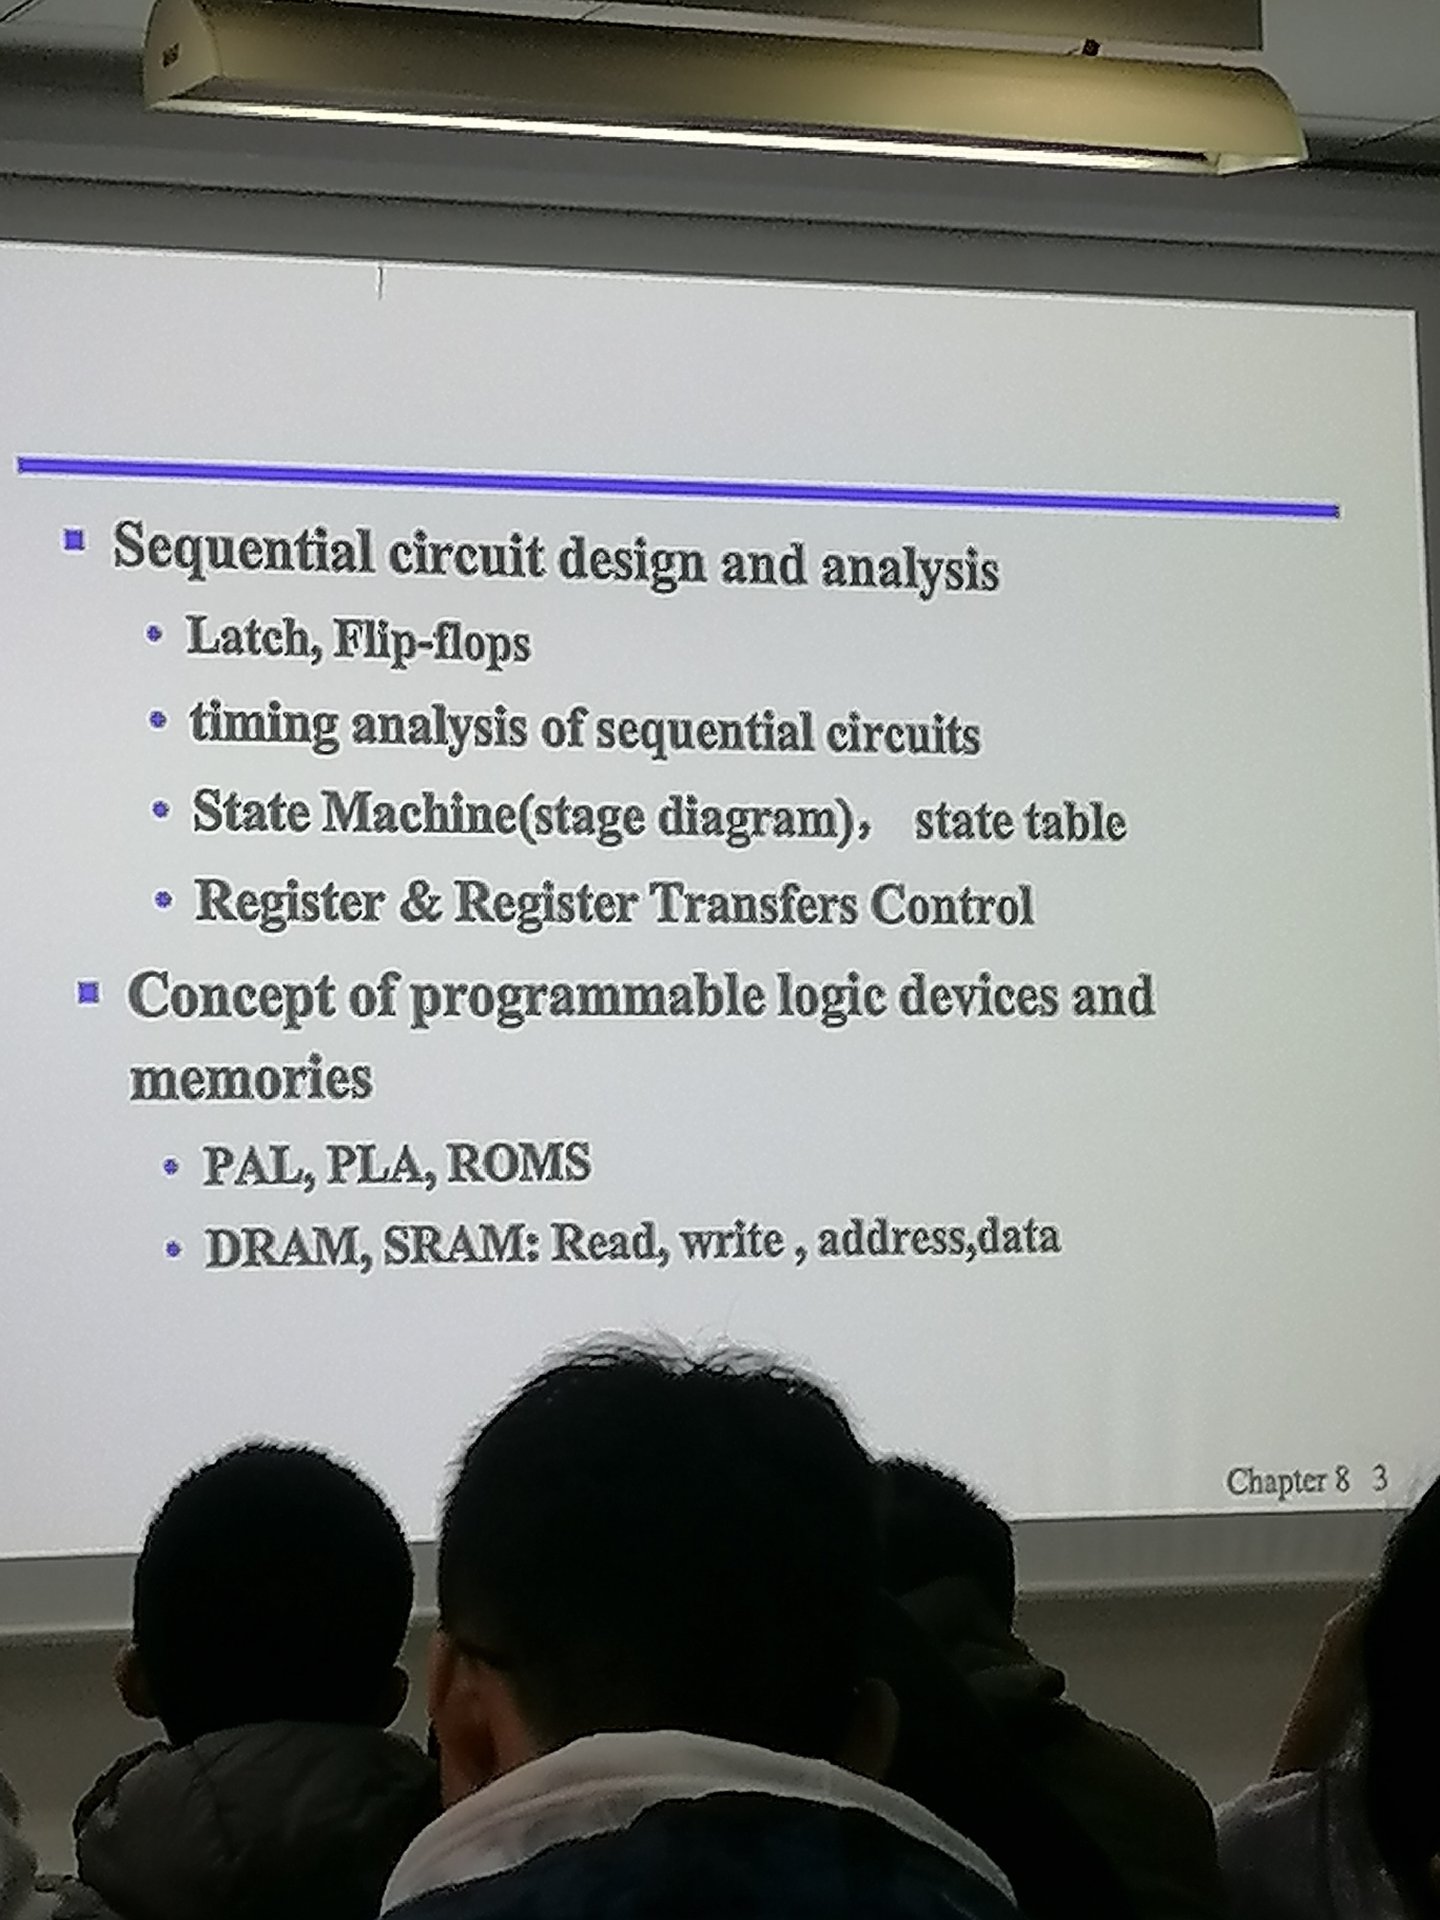 Sequential circuit design and analysis
Latch, Flip-flops
timing analysis of sequential circuits
State Machine(stage diagram)， state table
Register & Register Transfers Control
Concept of programmable logic devices and
memories
PAL, PLA, ROMS
DRAM, SRAM: Read, write , address,data
Chapter 8 3